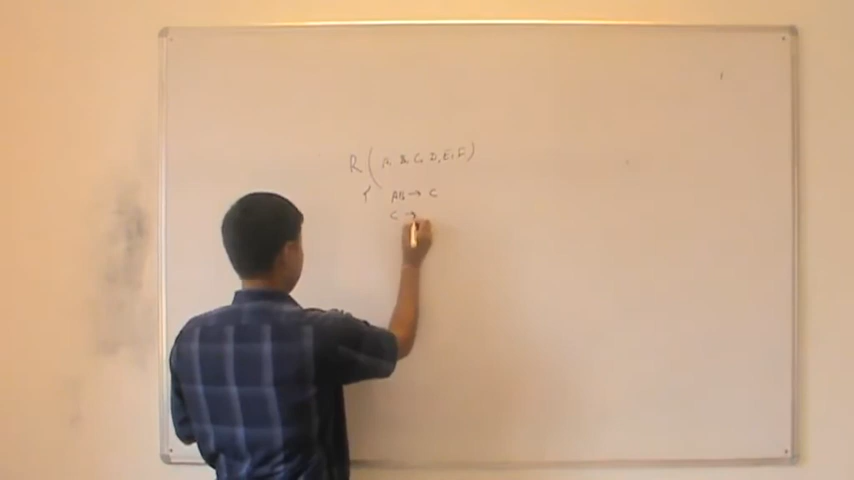 R(A, B, C, D, E, F)
{ AB → C
C →